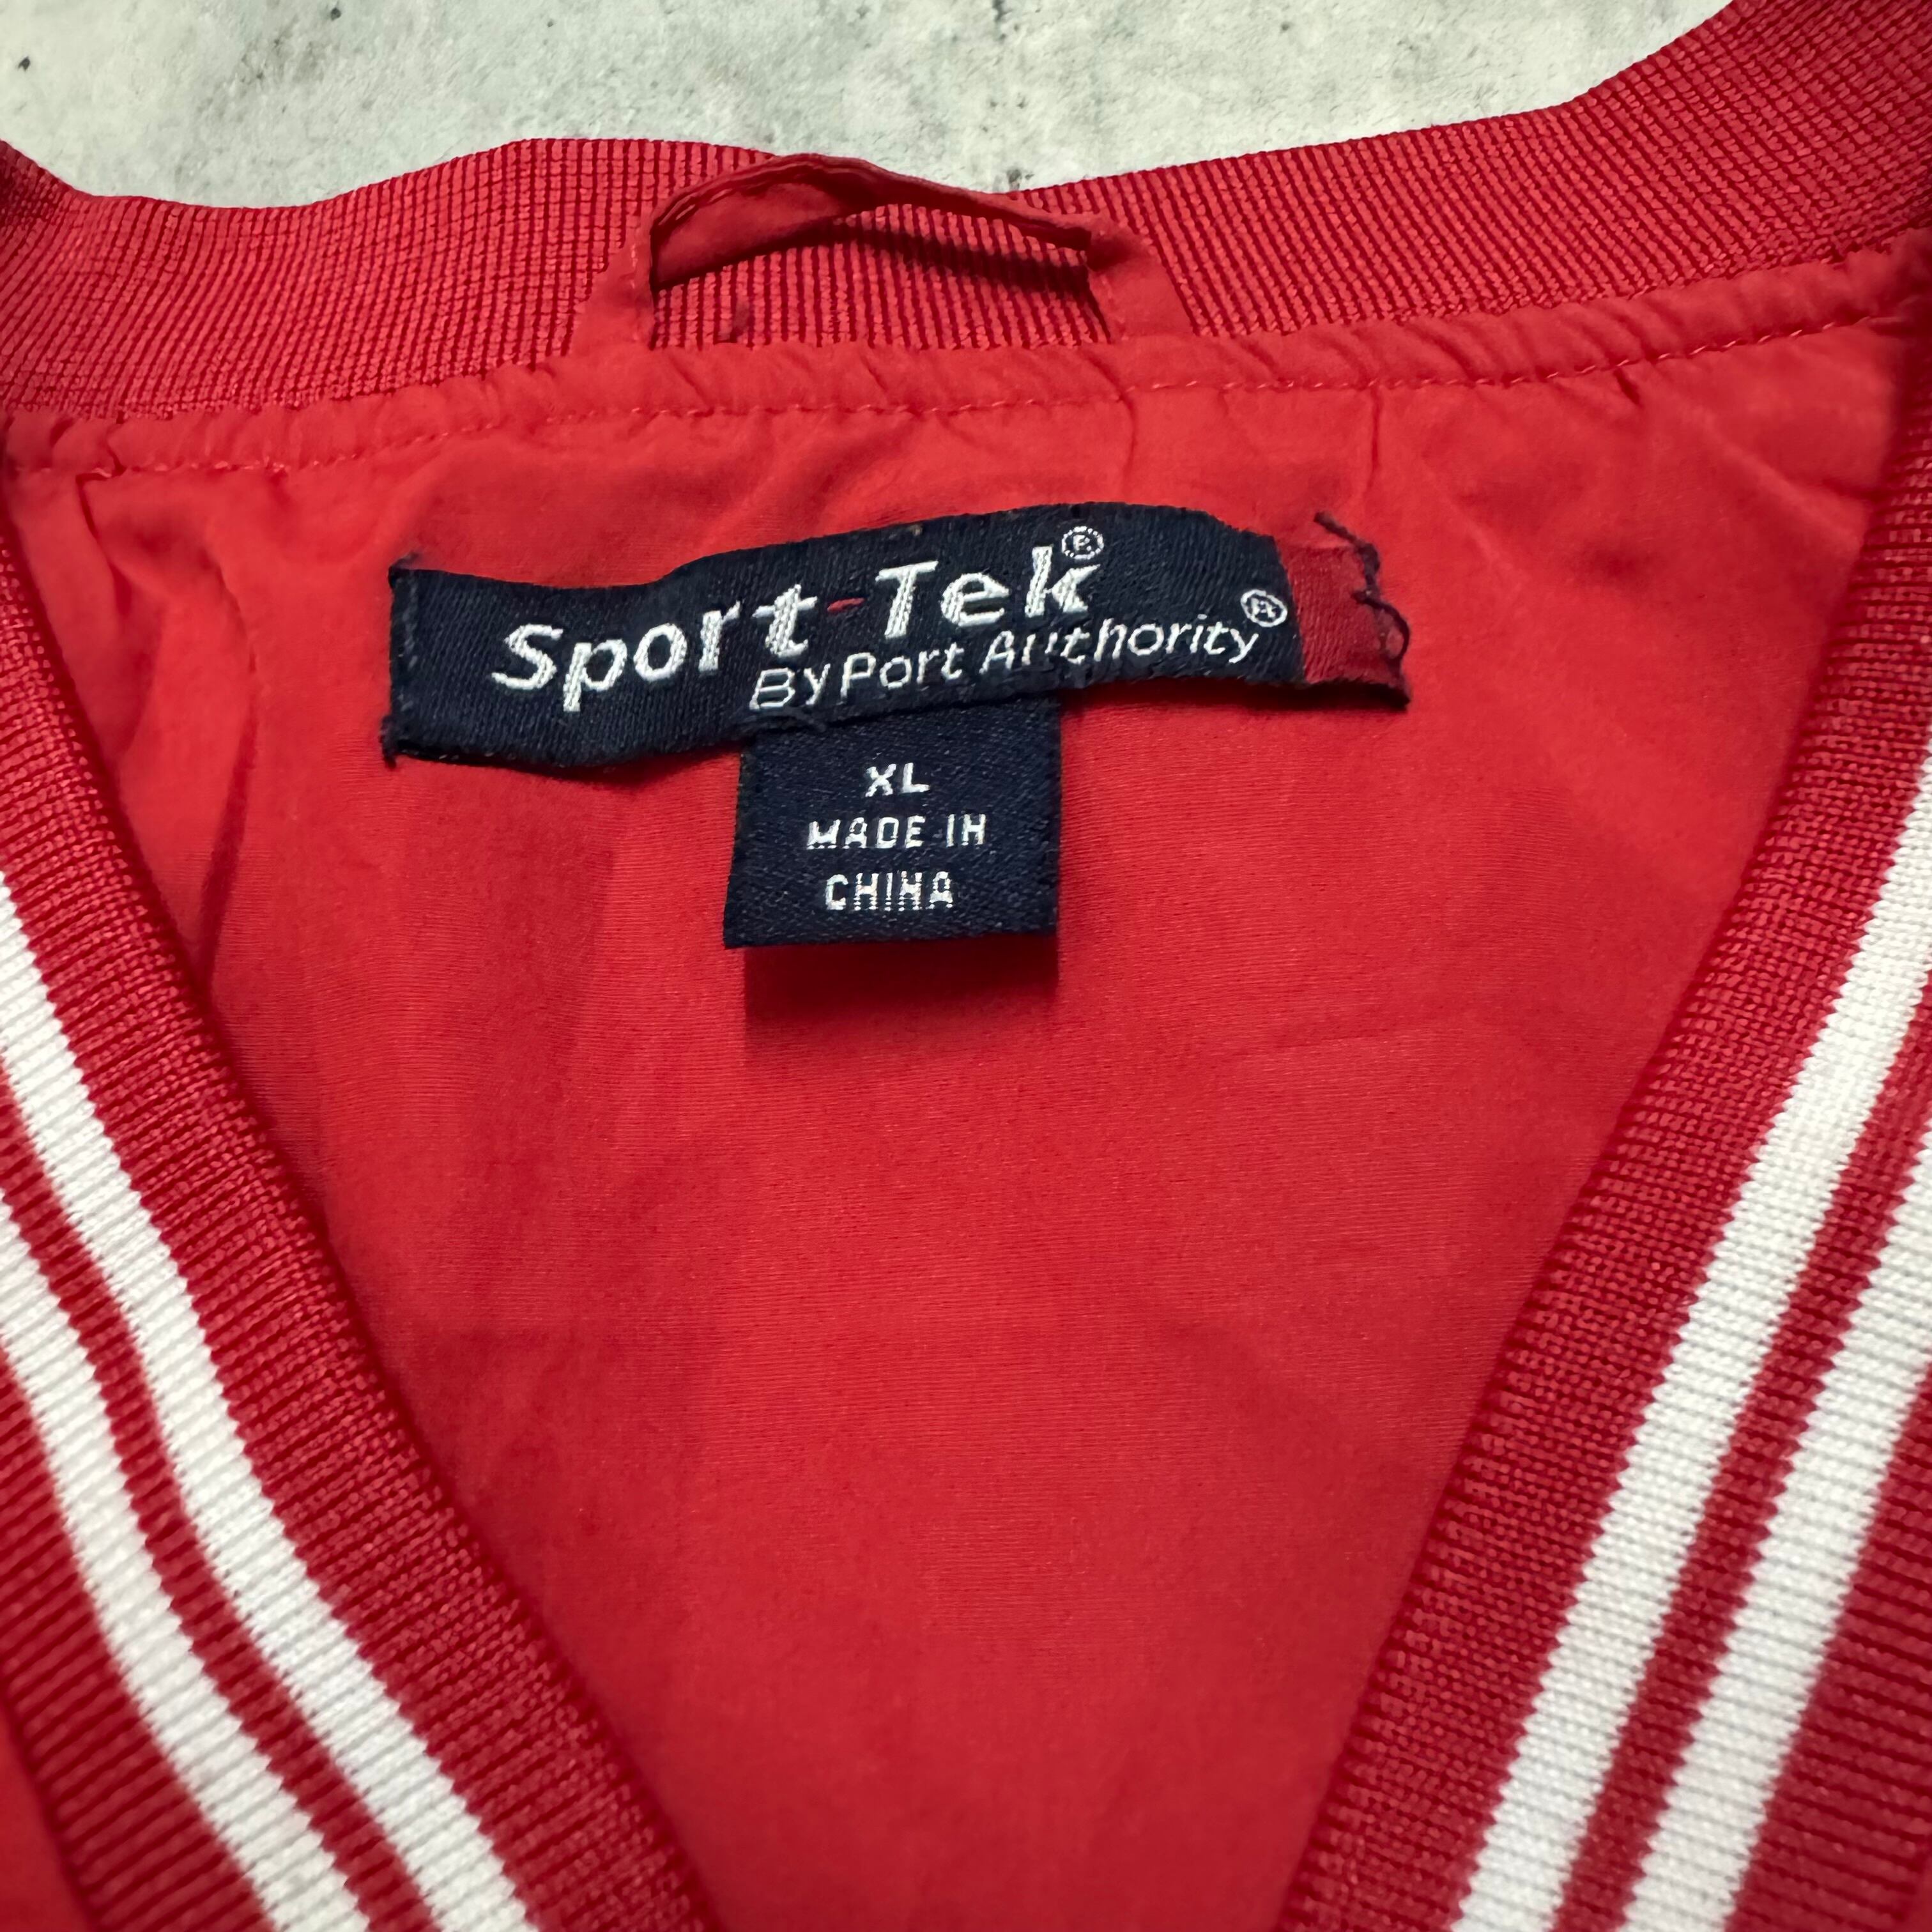 Sport-Tek®
By Port Authority®
XL
MADE IN
CHINA